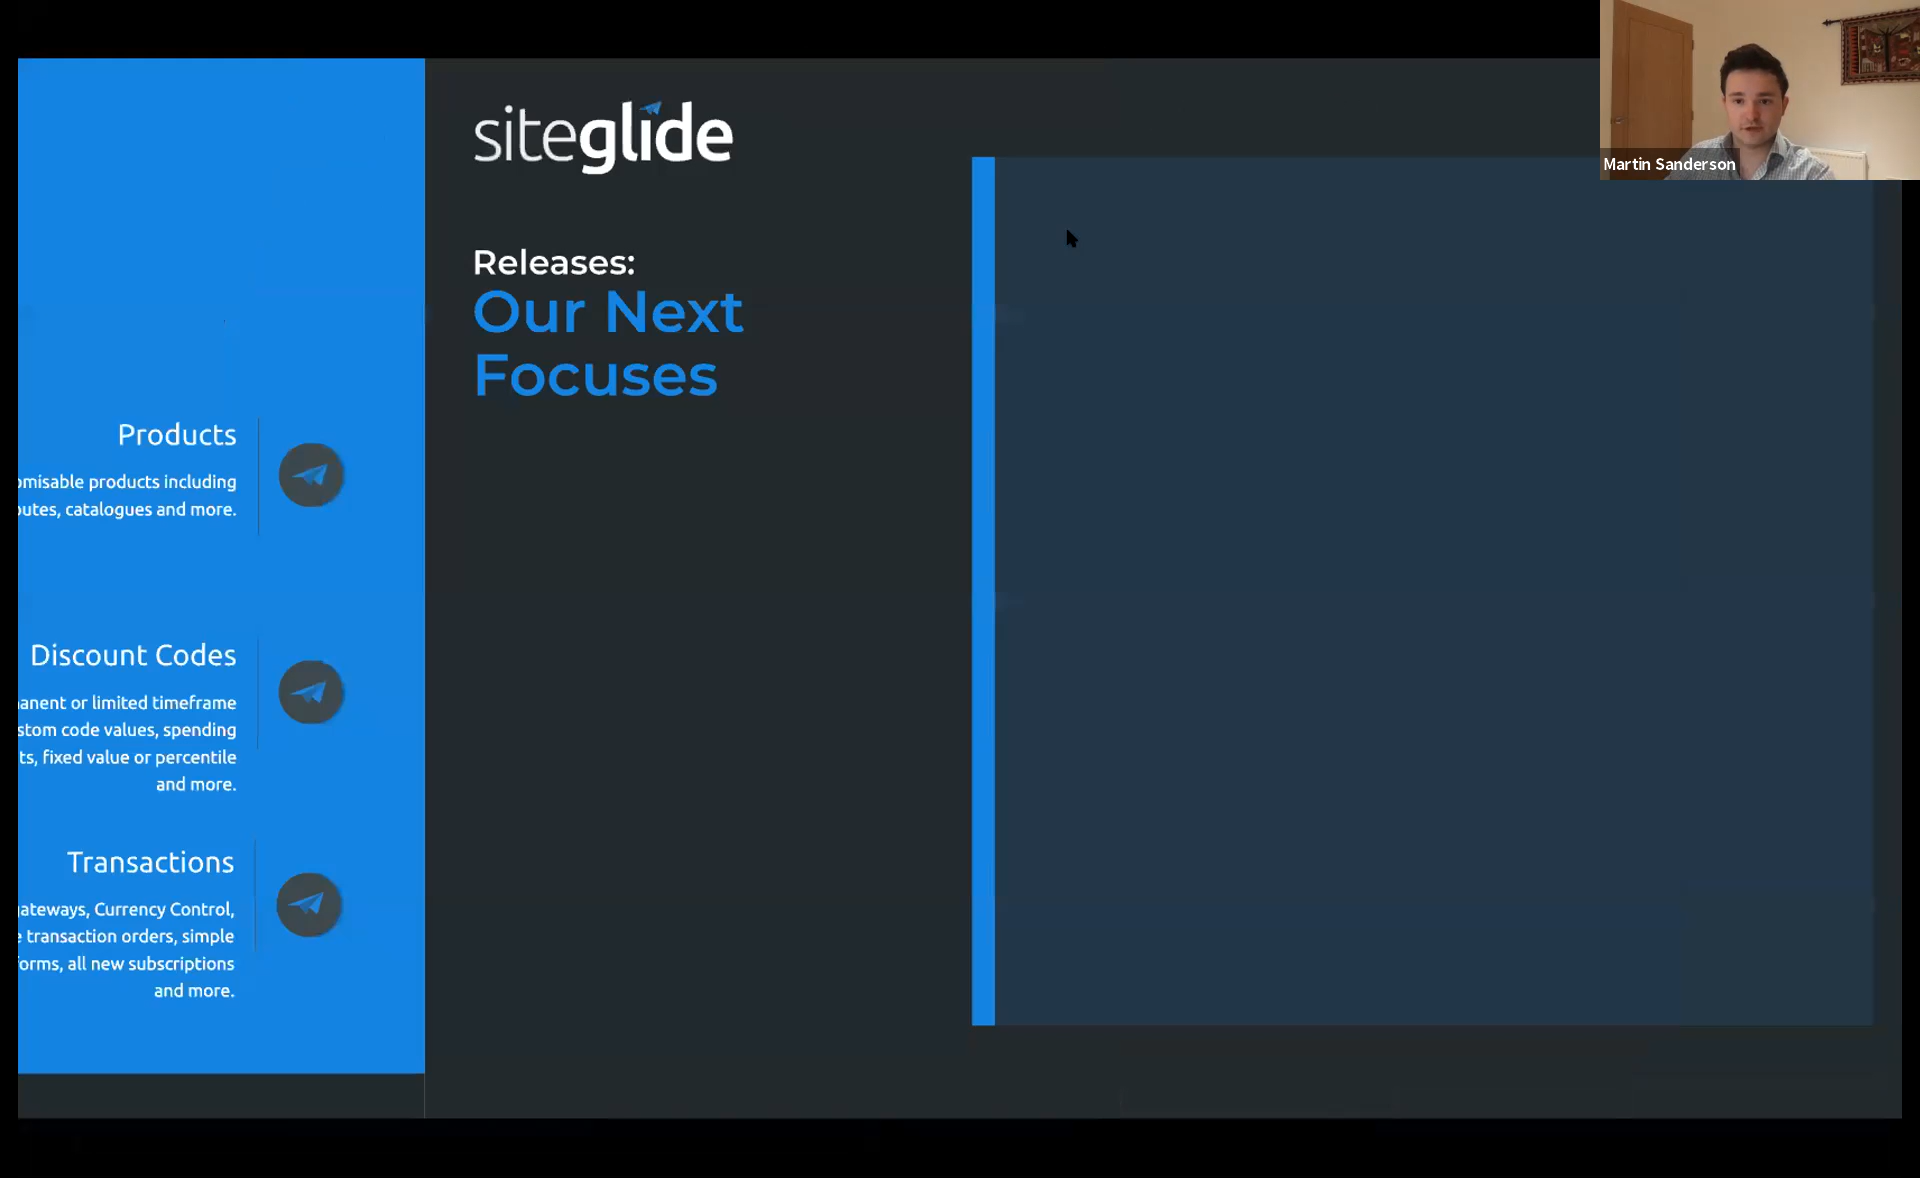 siteglide
Releases:
Our Next
Focuses
Products
omisable products including
utes, catalogues and more.
Discount Codes
anent or limited timeframe
stom code values, spending
ts, fixed value or percentile
and more.
Transactions
ateways, Currency Control,
e transaction orders, simple
orms, all new subscriptions
and more.
Martin Sanderson